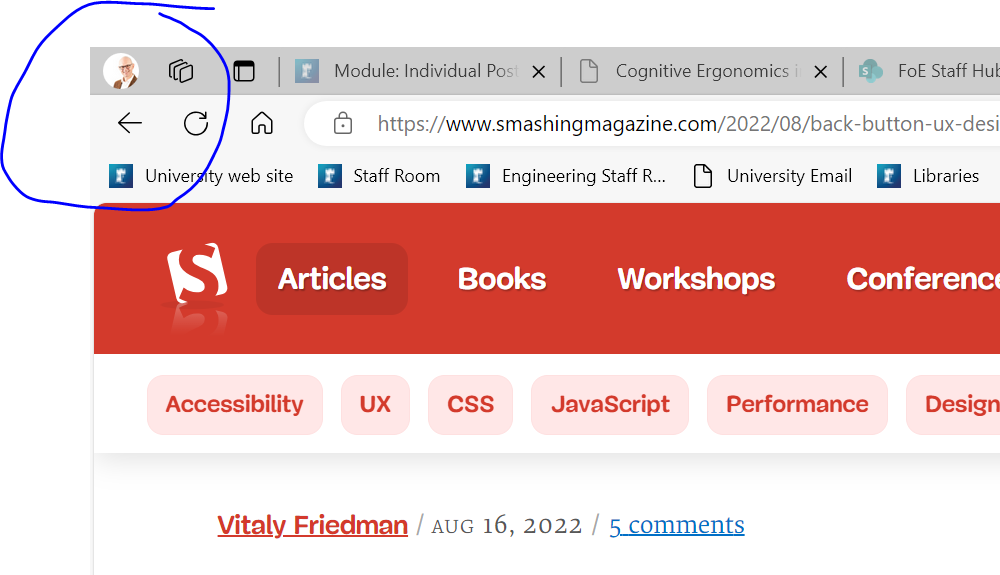 Module: Individual Post
Cognitive Ergonomics i
FoE Staff Hub
https://www.smashingmagazine.com/2022/08/back-button-ux-desi
University web site
Staff Room
Engineering Staff R...
University Email
Libraries
S
Articles
Books
Workshops
Conference
Accessibility
UX
CSS
JavaScript
Performance
Design
Vitaly Friedman / AUG 16, 2022 / 5 comments